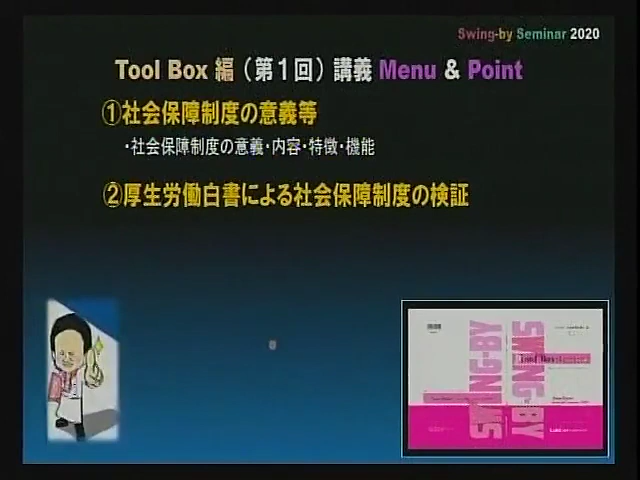 Swing-by Seminar 2020
Tool Box 編（第１回）講義 Menu & Point
①社会保障制度の意義等
・社会保障制度の意義・内容・特徴・機能
②厚生労働白書による社会保障制度の検証
SWING-BY
SWING-BY
Tool Box